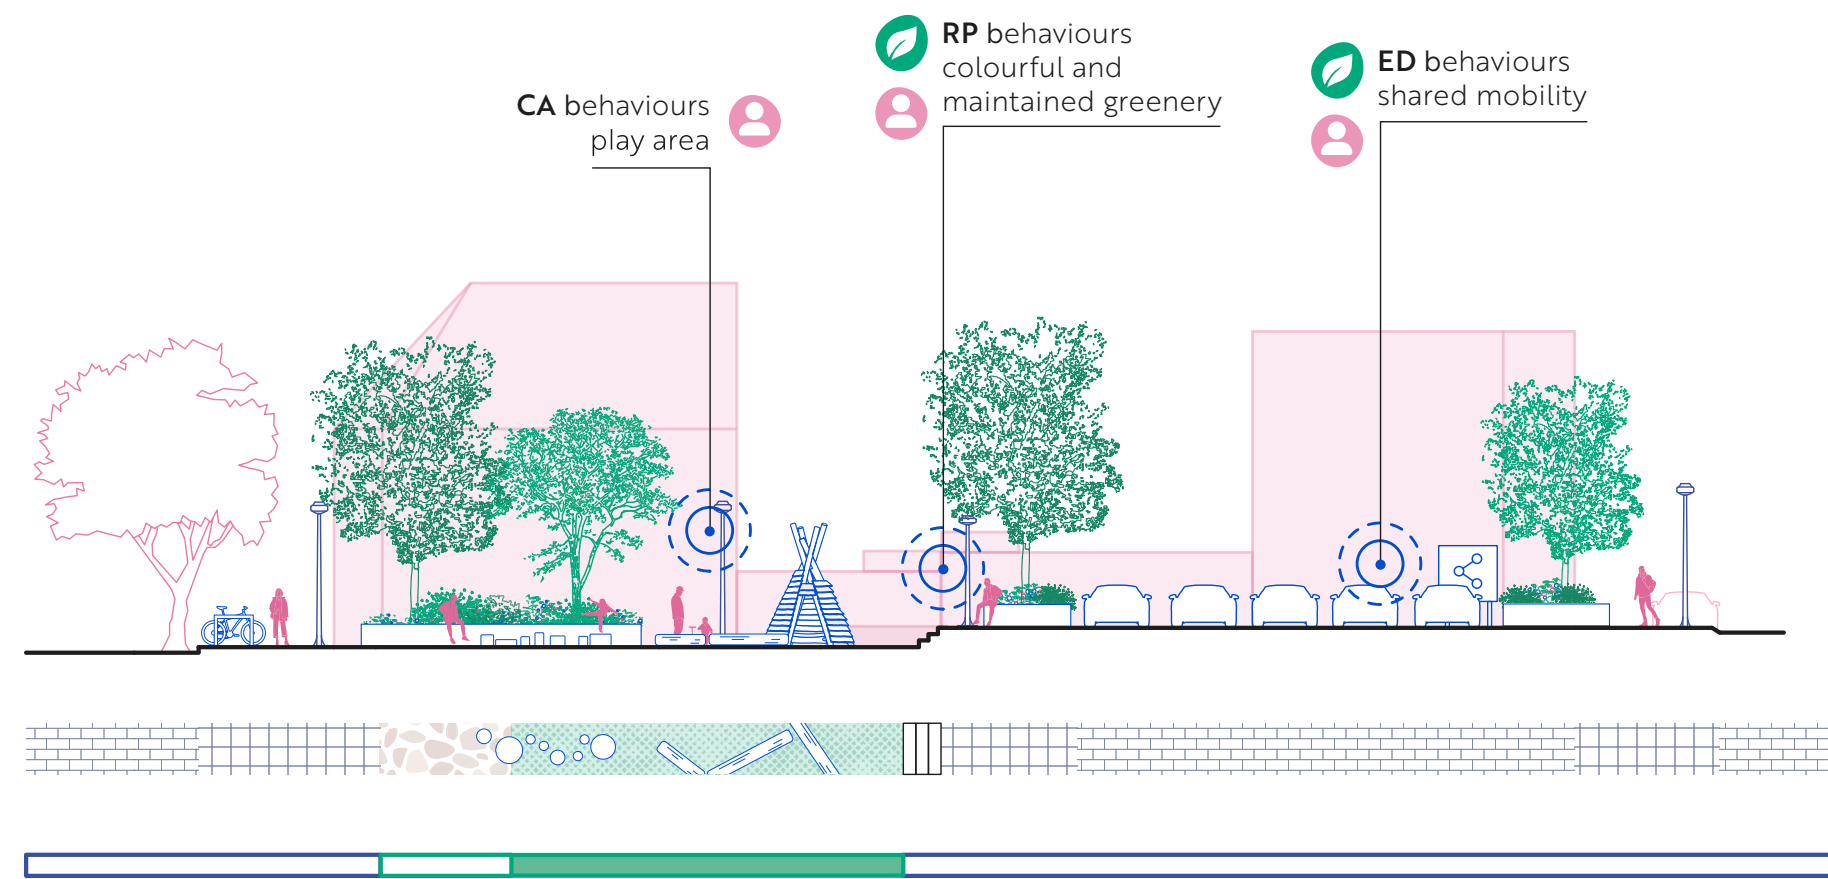 CA behaviours
play area
RP behaviours
colourful and
maintained greenery
ED behaviours
shared mobility